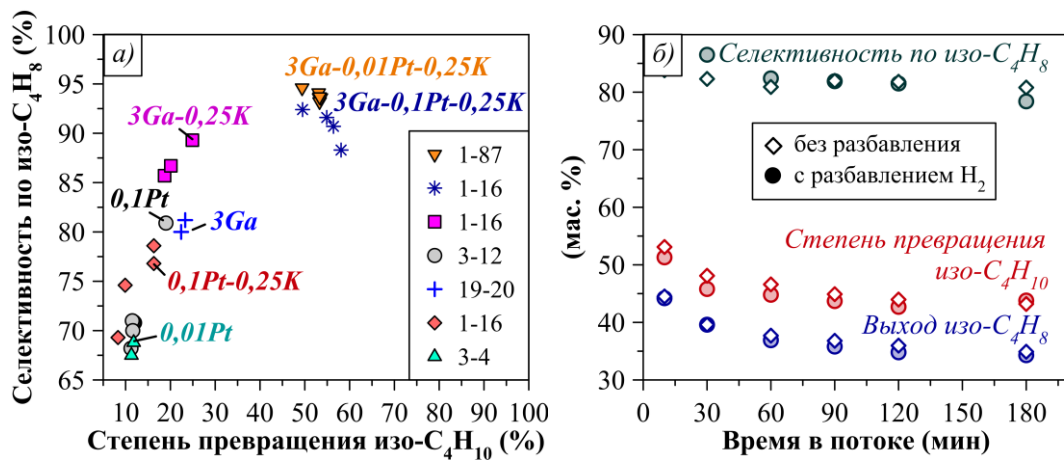 а)
Селективность по изо-C₄H₈ (%)
100
95
90
85
80
75
70
65
3Ga-0,01Pt-0,25K
3Ga-0,1Pt-0,25K
3Ga-0,25K
0,1Pt
3Ga
0,1Pt-0,25K
0,01Pt
1-87
1-16
1-16
3-12
19-20
1-16
3-4
10 20 30 40 50 60 70 80 90 100
Степень превращения изо-C₄H₁₀ (%)
б)
(мас. %)
90
80
70
60
50
40
30
Селективность по изо-C₄H₈
без разбавления
с разбавлением H₂
Степень превращения
изо-C₄H₁₀
Выход изо-C₄H₈
0 30 60 90 120 150 180
Время в потоке (мин)